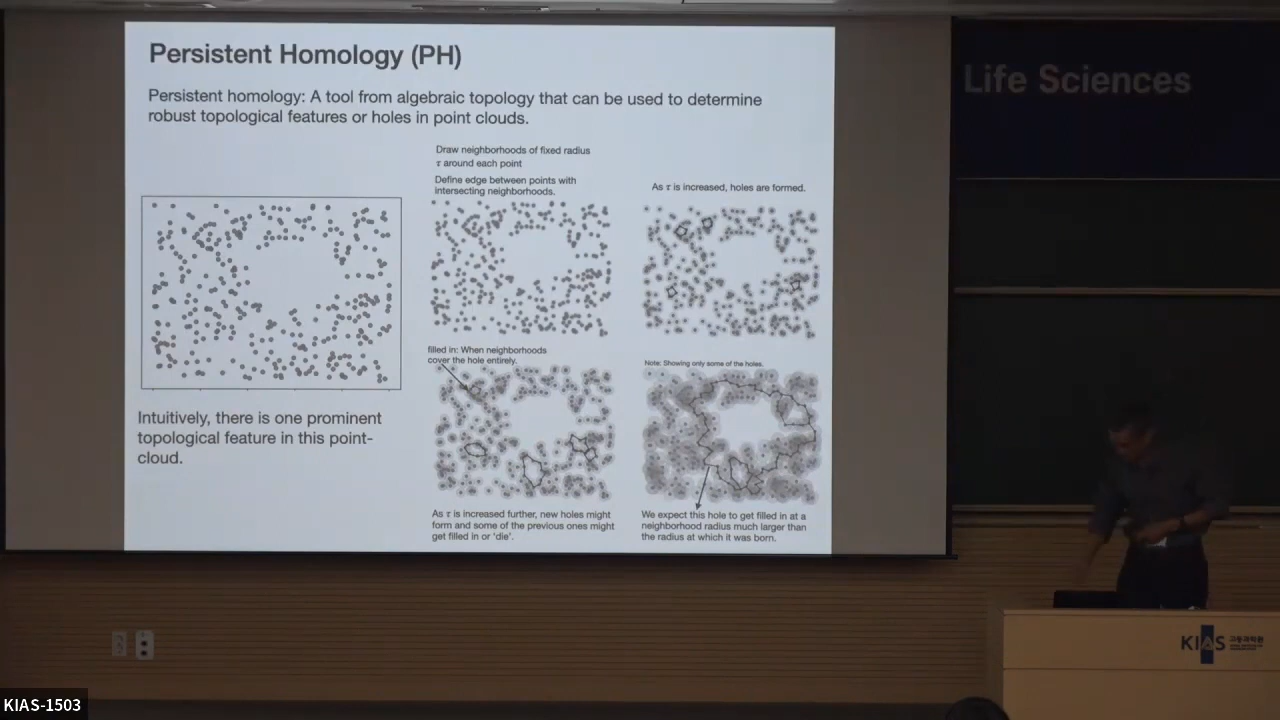 Persistent Homology (PH)
Persistent homology: A tool from algebraic topology that can be used to determine
robust topological features or holes in point clouds.
Draw neighborhoods of fixed radius
τ around each point
Define edge between points with
intersecting neighborhoods.
As τ is increased, holes are formed.
Intuitively, there is one prominent
topological feature in this point-
cloud.
filled in: When neighborhoods
cover the hole entirely.
Note: Showing only some of the holes.
As τ is increased further, new holes might
form and some of the previous ones might
get filled in or 'die'.
We expect this hole to get filled in at a
neighborhood radius much larger than
the radius at which it was born.
Life Sciences
KIAS 고등과학원
KIAS-1503